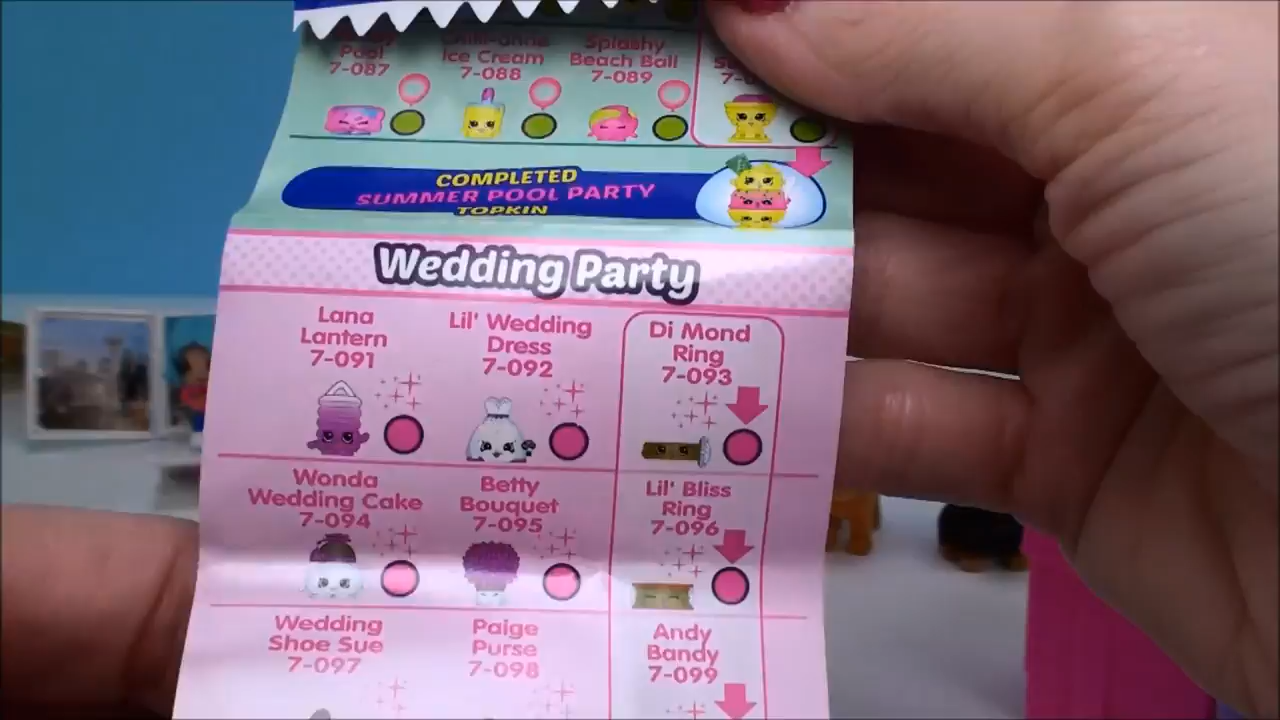 Pool
Ice Cream
Splashy
Beach Ball
7-087
7-088
7-089
COMPLETED
SUMMER POOL PARTY
TOPKIN
Wedding Party
Lana
Lantern
7-091
Lil' Wedding
Dress
7-092
Di Mond
Ring
7-093
Wonda
Wedding Cake
7-094
Betty
Bouquet
7-095
Lil' Bliss
Ring
7-096
Wedding
Shoe Sue
7-097
Paige
Purse
7-098
Andy
Bandy
7-099